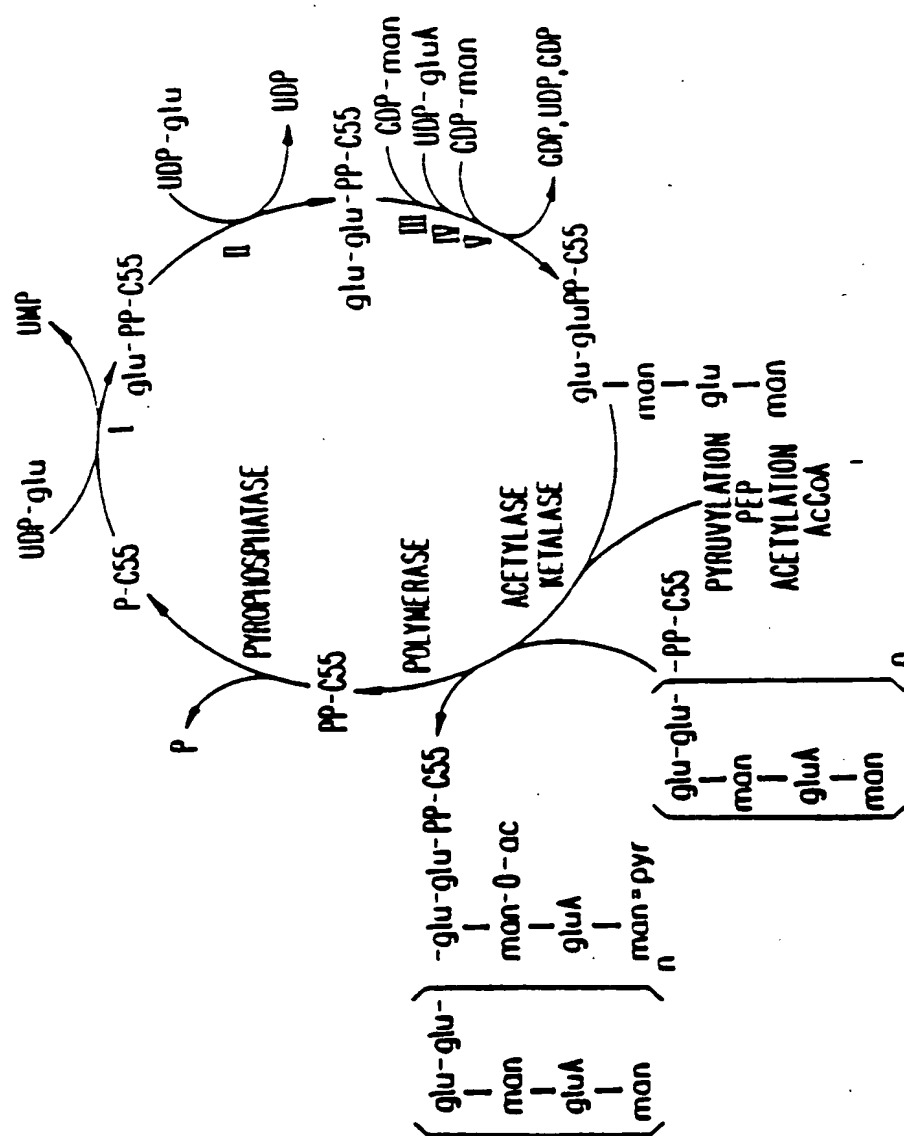 UDP-glu
UMP
P-C55
I
glu-PP-C55
UDP-glu
II
UDP
glu-glu-PP-C55
III
IV
V
GDP-man
UDP-gluA
GDP-man
GDP, UDP, GDP
glu-gluPP-C55
man
glu
man
PYRUVYLATION
PEP
ACETYLATION
AcCoA
ACETYLASE
KETALASE
POLYMERASE
PYROPHOSPHATASE
P
PP-C55
glu-glu-
man
gluA
man
n
-PP-C55
glu-glu-
man
gluA
man
n
-glu-glu-PP-C55
man-O-ac
gluA
man=pyr